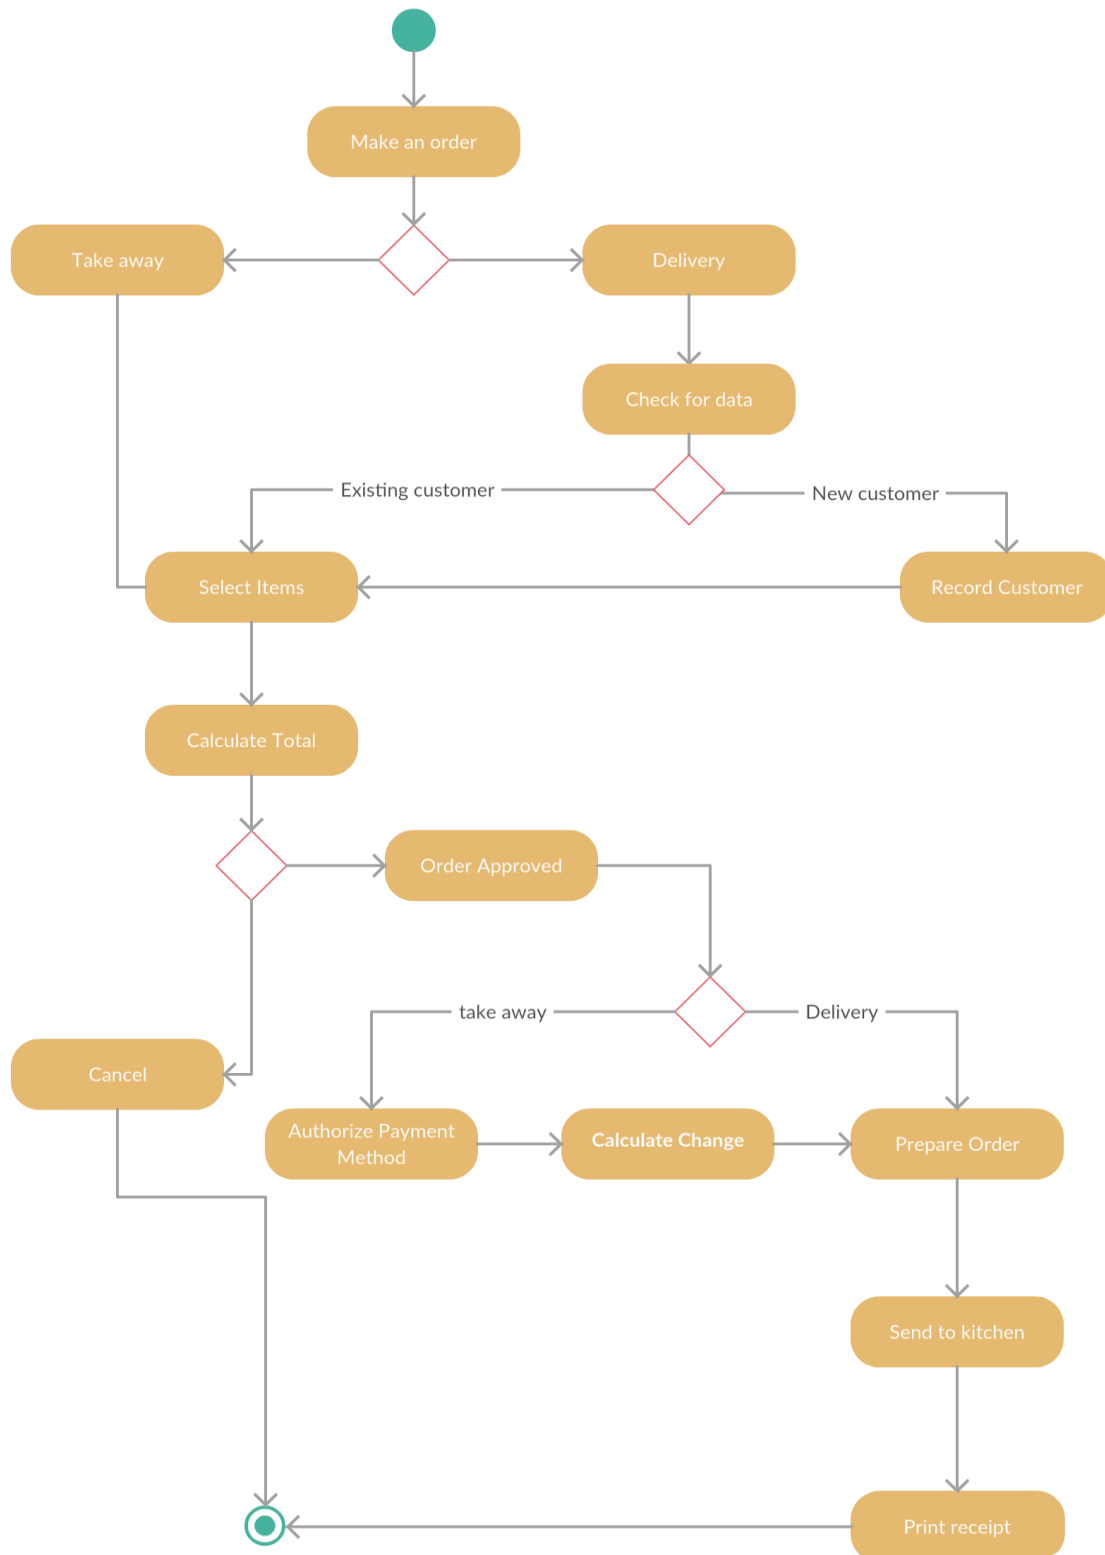 Make an order
Take away
Delivery
Check for data
Existing customer
New customer
Select Items
Record Customer
Calculate Total
Order Approved
take away
Delivery
Cancel
Authorize Payment
Method
Calculate Change
Prepare Order
Send to kitchen
Print receipt